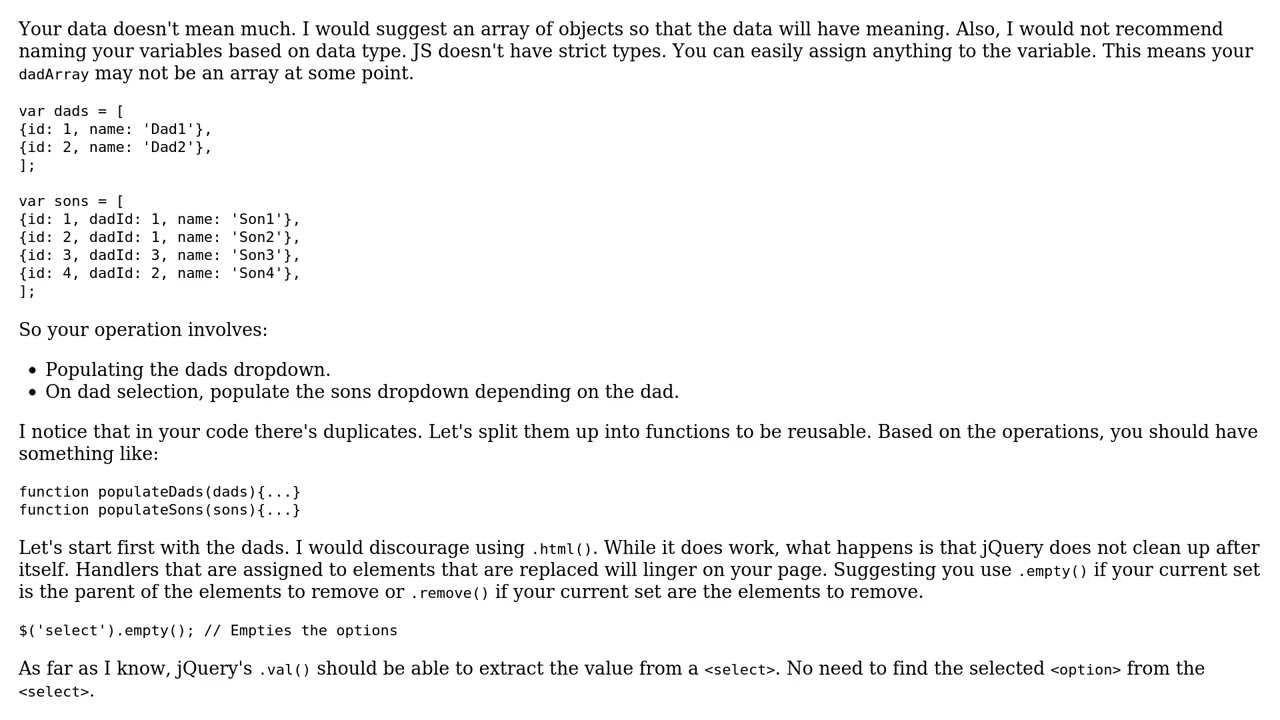 Your data doesn't mean much. I would suggest an array of objects so that the data will have meaning. Also, I would not recommend
naming your variables based on data type. JS doesn't have strict types. You can easily assign anything to the variable. This means your
dadArray may not be an array at some point.
var dads = [
{id: 1, name: 'Dad1'},
{id: 2, name: 'Dad2'},
];
var sons = [
{id: 1, dadId: 1, name: 'Son1'},
{id: 2, dadId: 1, name: 'Son2'},
{id: 3, dadId: 3, name: 'Son3'},
{id: 4, dadId: 2, name: 'Son4'},
];
So your operation involves:
• Populating the dads dropdown.
• On dad selection, populate the sons dropdown depending on the dad.
I notice that in your code there's duplicates. Let's split them up into functions to be reusable. Based on the operations, you should have
something like:
function populateDads(dads){...}
function populateSons(sons){...}
Let's start first with the dads. I would discourage using .html(). While it does work, what happens is that jQuery does not clean up after
itself. Handlers that are assigned to elements that are replaced will linger on your page. Suggesting you use .empty() if your current set
is the parent of the elements to remove or .remove() if your current set are the elements to remove.
$('select').empty(); // Empties the options
As far as I know, jQuery's .val() should be able to extract the value from a <select>. No need to find the selected <option> from the
<select>.